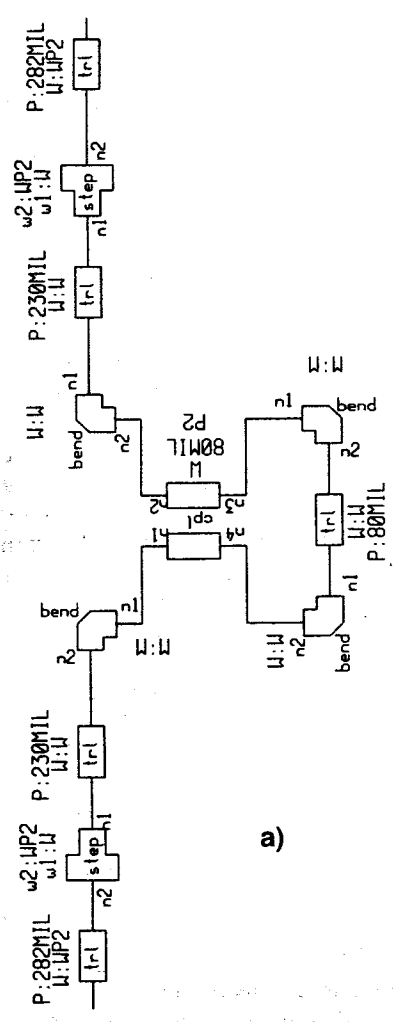 P:282MIL
W:WP2
trl
n2
w2:WP2
w1:W
step
n1
P:230MIL
W:W
trl
n1
W:W
bend
n2
W:W
n1
bend
n2
P2
80MIL
W
n2
n3
cpl
n1
n4
trl
W:W
P:80MIL
bend
n1
n2
W:W
n1
W:W
n2
bend
P:230MIL
W:W
trl
w2:WP2
w1:W
n1
step
n2
a)
P:282MIL
W:WP2
trl